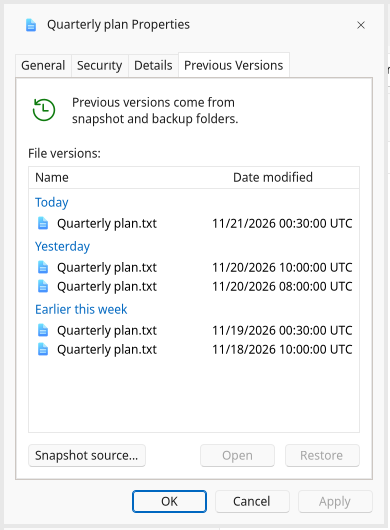 Quarterly plan Properties
General Security Details Previous Versions
Previous versions come from
snapshot and backup folders.
File versions:
Name Date modified
Today
Quarterly plan.txt 11/21/2026 00:30:00 UTC
Yesterday
Quarterly plan.txt 11/20/2026 10:00:00 UTC
Quarterly plan.txt 11/20/2026 08:00:00 UTC
Earlier this week
Quarterly plan.txt 11/19/2026 00:30:00 UTC
Quarterly plan.txt 11/18/2026 10:00:00 UTC
Snapshot source... Open Restore
OK Cancel Apply